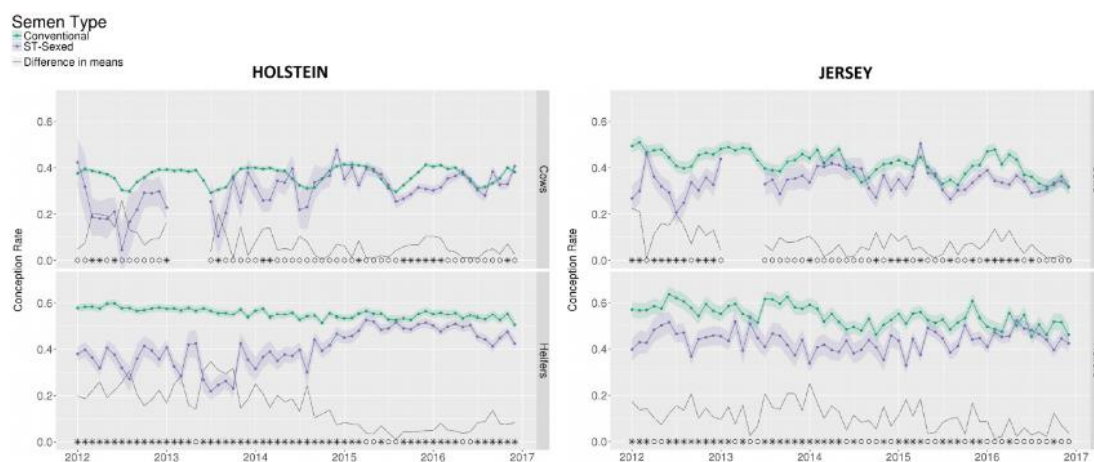 Semen Type
Conventional
ST-Sexed
Difference in means
HOLSTEIN
JERSEY
Conception Rate
0.6
0.4
0.2
0.0
Cows
0.6
0.4
0.2
0.0
Heifers
2012 2013 2014 2015 2016 2017
Conception Rate
0.6
0.4
0.2
0.0
0.6
0.4
0.2
0.0
2012 2013 2014 2015 2016 2017